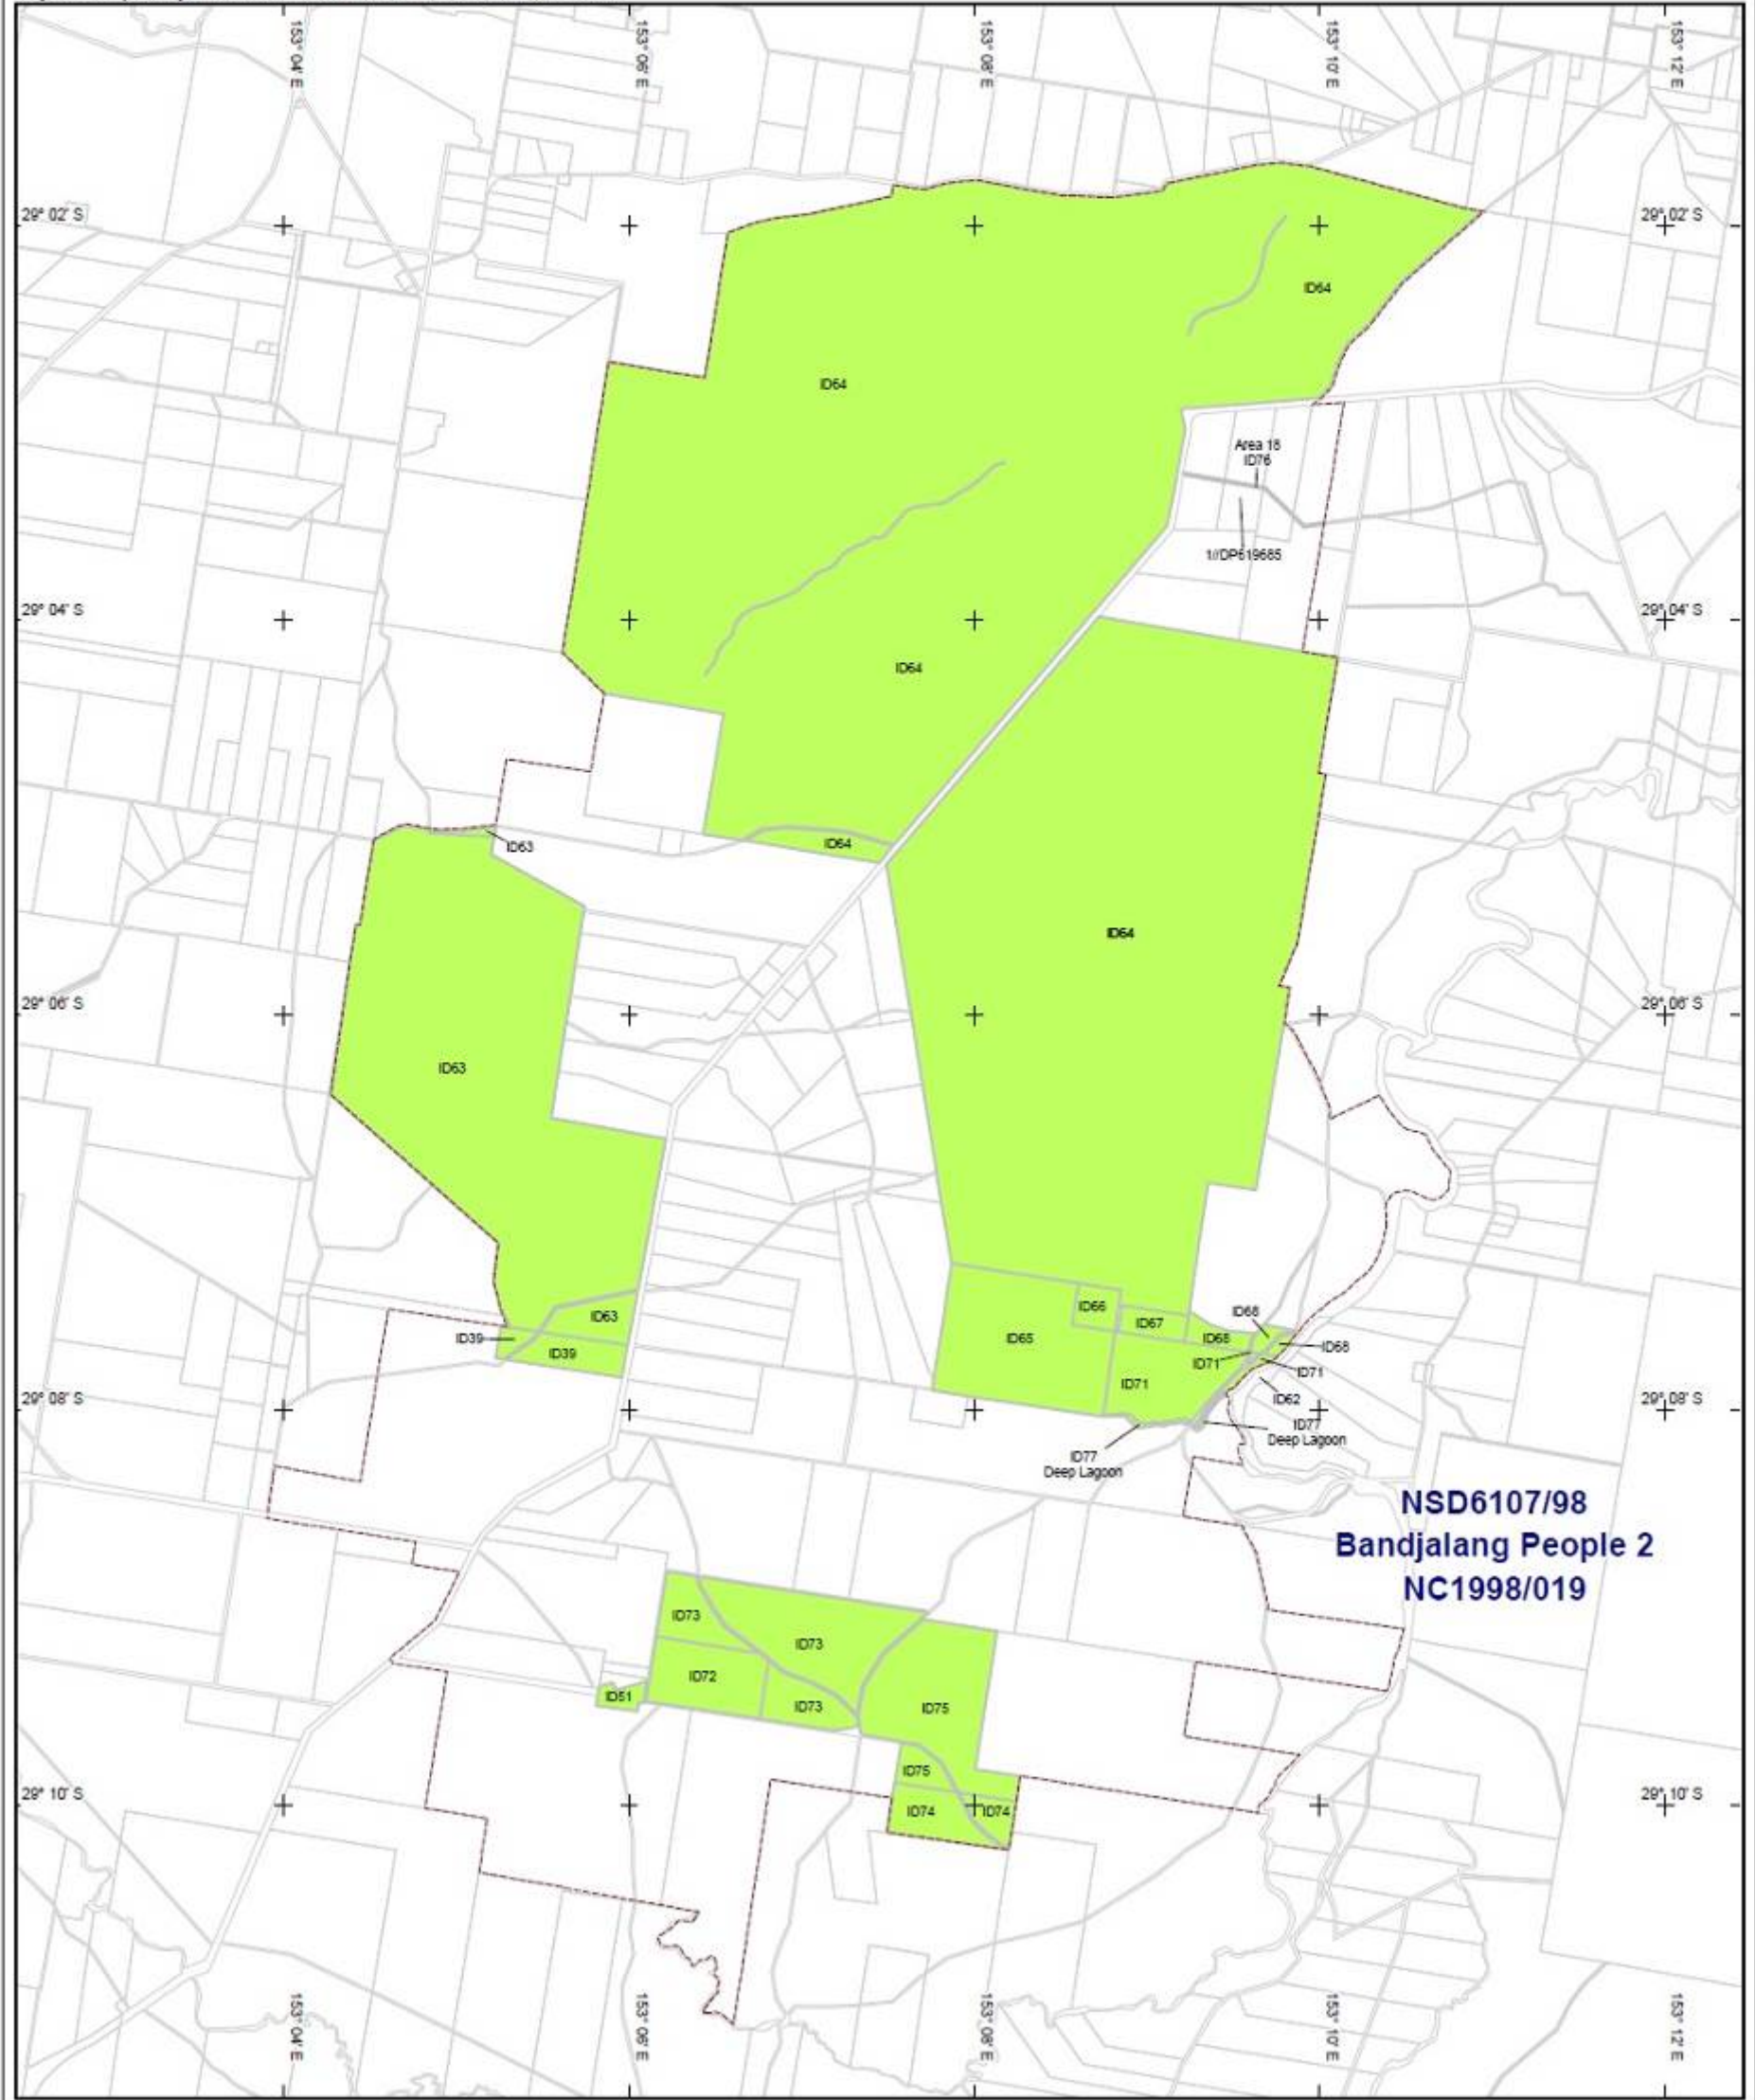 153° 04' E
153° 06' E
153° 08' E
153° 10' E
153° 12' E
29° 02' S
29° 02' S
ID64
ID64
Area 18
ID76
1//DP619685
29° 04' S
29° 04' S
ID64
ID64
ID63
ID64
29° 06' S
29° 06' S
ID63
ID66
ID68
ID63
ID67
ID39
ID65
ID68
ID68
ID39
ID71
ID71
ID71
ID62
29° 08' S
29° 08' S
ID77
Deep Lagoon
ID77
Deep Lagoon
NSD6107/98
Bandjalang People 2
NC1998/019
ID73
ID73
ID72
ID51
ID73
ID75
ID75
29° 10' S
29° 10' S
ID74
ID74
153° 04' E
153° 06' E
153° 08' E
153° 10' E
153° 12' E